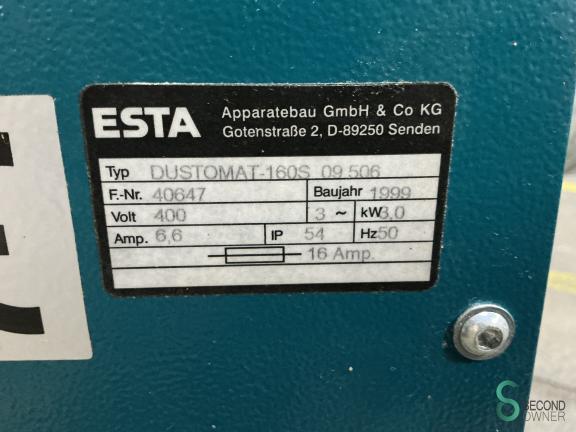 ESTA
Apparatebau GmbH & Co KG
Gotenstraße 2, D-89250 Senden
Typ DUSTOMAT-160S 09 506
F.-Nr. 40647 Baujahr 1999
Volt 400 3 ~ kW3,0
Amp. 6,6 IP 54 Hz50
16 Amp.
SECOND
OWNER